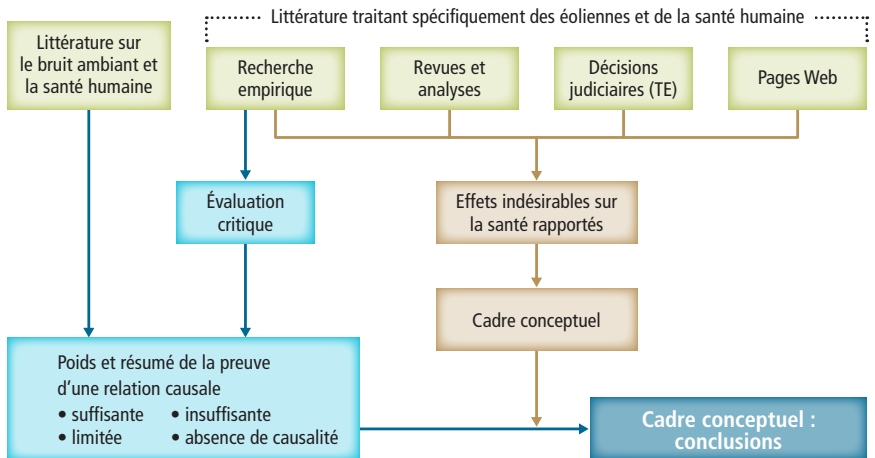 Littérature traitant spécifiquement des éoliennes et de la santé humaine
Littérature sur
le bruit ambiant et
la santé humaine
Recherche
empirique
Revues et
analyses
Décisions
judiciaires (TE)
Pages Web
Évaluation
critique
Effets indésirables sur
la santé rapportés
Cadre conceptuel
Poids et résumé de la preuve
d'une relation causale
• suffisante • insuffisante
• limitée • absence de causalité
Cadre conceptuel :
conclusions